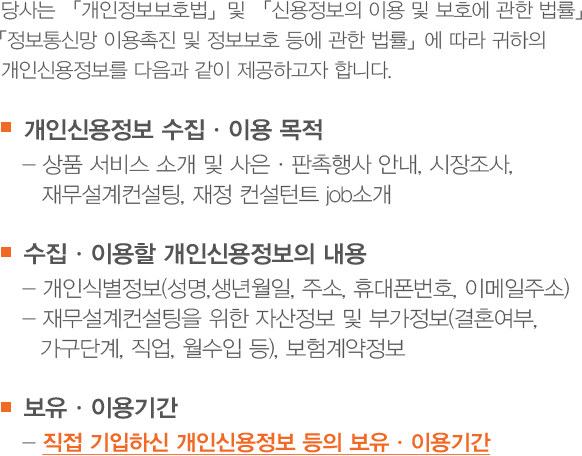 당사는 「개인정보보호법」 및 「신용정보의 이용 및 보호에 관한 법률」
「정보통신망 이용촉진 및 정보보호 등에 관한 법률」 에 따라 귀하의
개인신용정보를 다음과 같이 제공하고자 합니다.
■ 개인신용정보 수집 · 이용 목적
– 상품 서비스 소개 및 사은 · 판촉행사 안내, 시장조사,
재무설계컨설팅, 재정 컨설턴트 job소개
■ 수집 · 이용할 개인신용정보의 내용
– 개인식별정보(성명,생년월일, 주소, 휴대폰번호, 이메일주소)
– 재무설계컨설팅을 위한 자산정보 및 부가정보(결혼여부,
가구단계, 직업, 월수입 등), 보험계약정보
■ 보유 · 이용기간
– 직접 기입하신 개인신용정보 등의 보유 · 이용기간